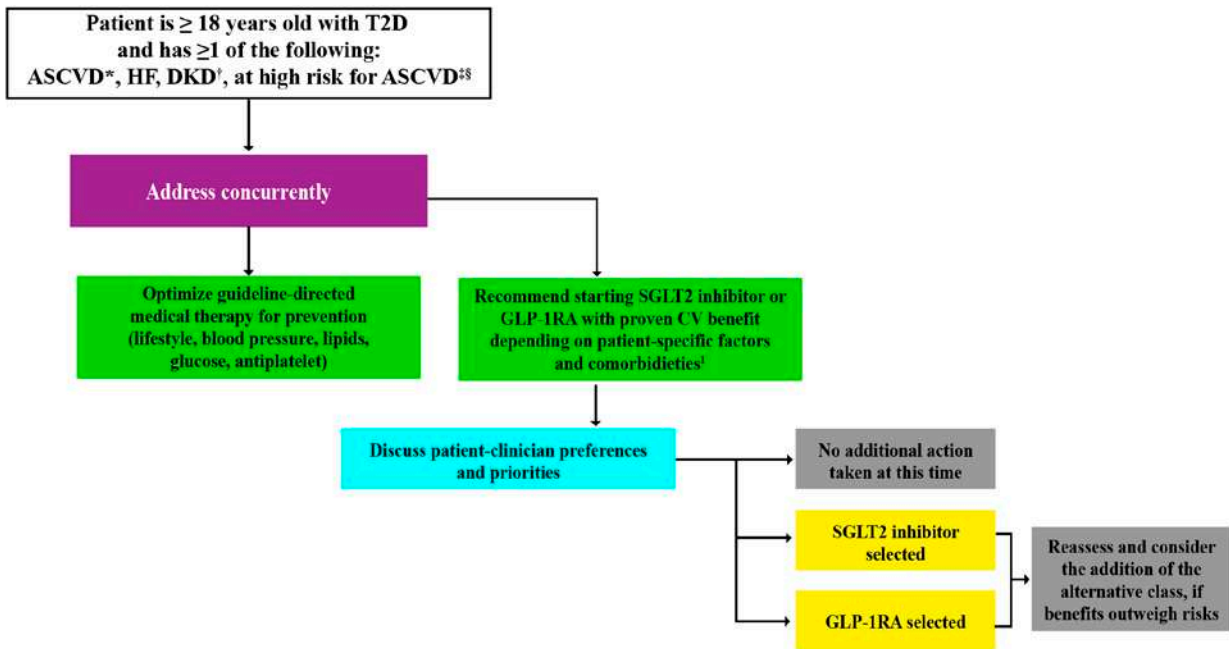 Patient is ≥ 18 years old with T2D
and has ≥1 of the following:
ASCVD*, HF, DKD†, at high risk for ASCVD‡§
Address concurrently
Optimize guideline-directed
medical therapy for prevention
(lifestyle, blood pressure, lipids,
glucose, antiplatelet)
Recommend starting SGLT2 inhibitor or
GLP-1RA with proven CV benefit
depending on patient-specific factors
and comorbidieties¹
Discuss patient-clinician preferences
and priorities
No additional action
taken at this time
SGLT2 inhibitor
selected
GLP-1RA selected
Reassess and consider
the addition of the
alternative class, if
benefits outweigh risks